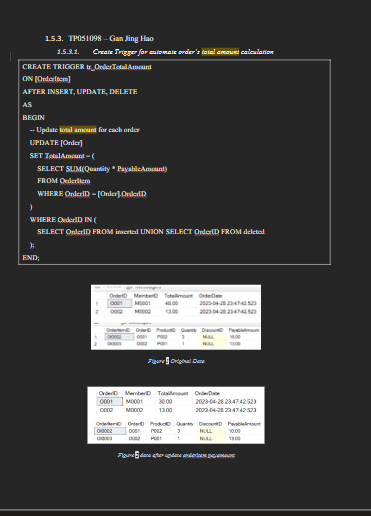 1.5.3. TP051098 – Gan Jing Hao
1.5.3.1. Create Trigger for automate order's total amount calculation
CREATE TRIGGER tr_OrderTotalAmount
ON [OrderItem]
AFTER INSERT, UPDATE, DELETE
AS
BEGIN
-- Update total amount for each order
UPDATE [Order]
SET TotalAmount = (
SELECT SUM(Quantity * PayableAmount)
FROM OrderItem
WHERE OrderID = [Order].OrderID
)
WHERE OrderID IN (
SELECT OrderID FROM inserted UNION SELECT OrderID FROM deleted
);
END;
OrderID MemberID TotalAmount OrderDate
1 O001 M0001 48.00 2023-04-28 23:47:42.523
2 O002 M0002 13.00 2023-04-28 23:47:42.523
OrderItemID OrderID ProductID Quantity DiscountID PayableAmount
1 OI0002 O001 P002 3 NULL
2 OI0003 O002 P001 1 NULL 13.00
Figure 1 Original Data
OrderID MemberID TotalAmount OrderDate
O001 M0001 30.00 2023-04-28 23:47:42.523
O002 M0002 13.00 2023-04-28 23:47:42.523
OrderItemID OrderID ProductID Quantity DiscountID PayableAmount
OI0002 O001 P002 3 NULL 10.00
OI0003 O002 P001 1 NULL 13.00
Figure 2 data after update orderitem